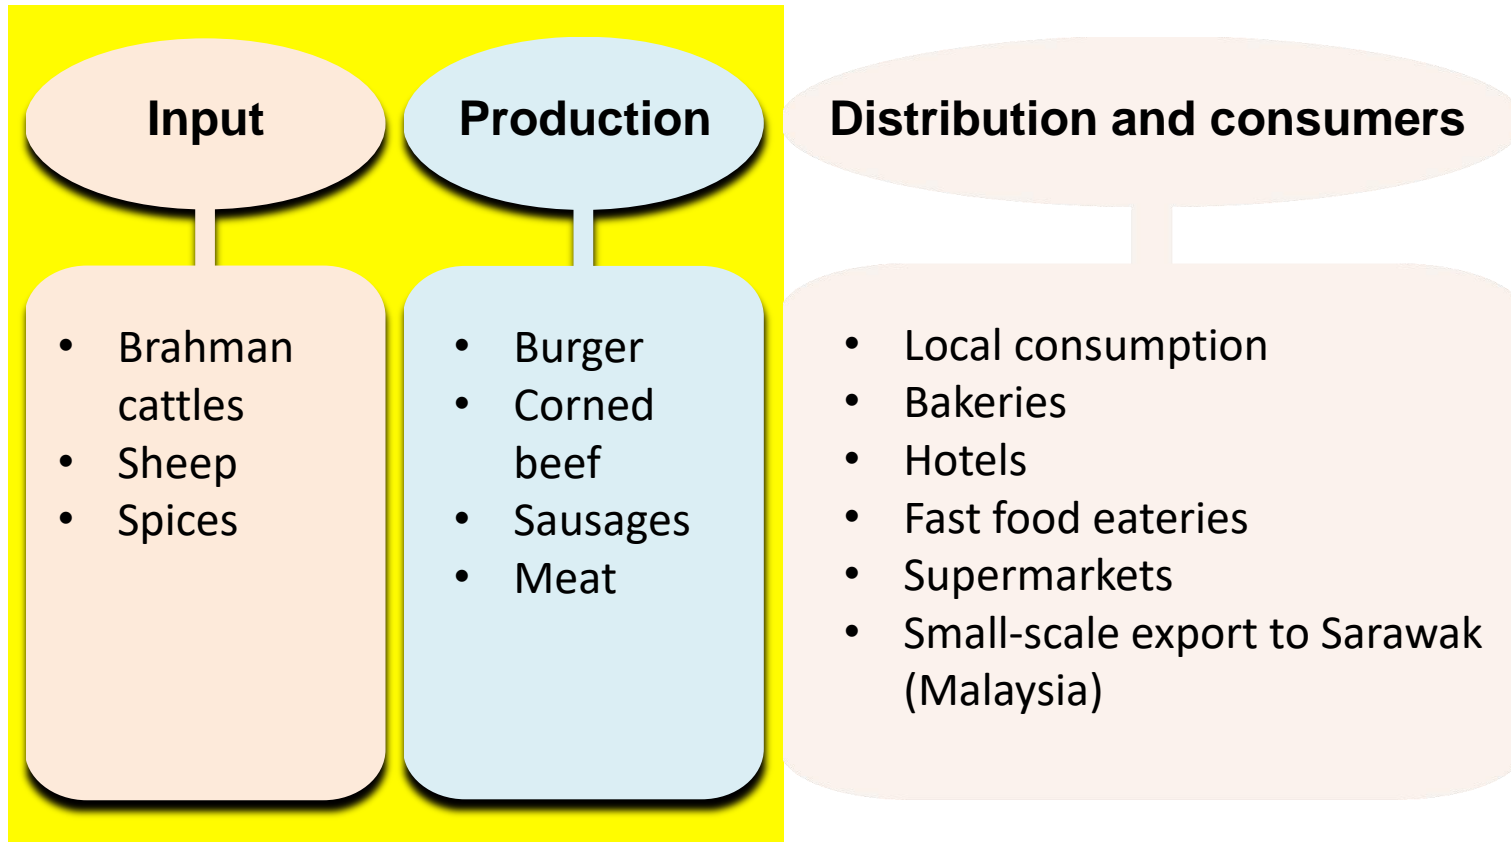 Input
• Brahman
cattles
• Sheep
• Spices
Production
• Burger
• Corned
beef
• Sausages
• Meat
Distribution and consumers
• Local consumption
• Bakeries
• Hotels
• Fast food eateries
• Supermarkets
• Small-scale export to Sarawak
(Malaysia)